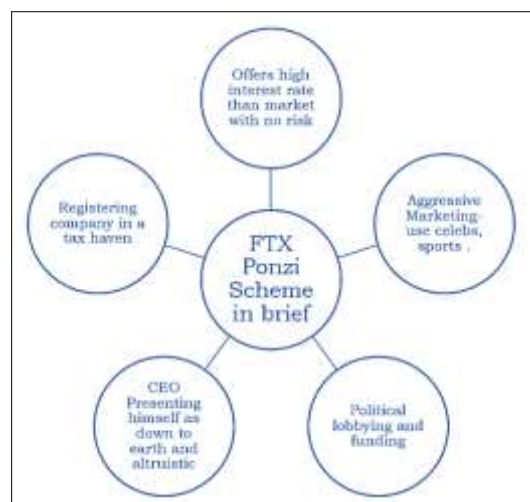 Offers high
interest rate
than market
with no risk
Registering
company in a
tax haven
Aggressive
Marketing-
use celebs,
sports .
FTX
Ponzi
Scheme
in brief
CEO
Presenting
himself as
down to
earth and
altruistic
Political
lobbying and
funding